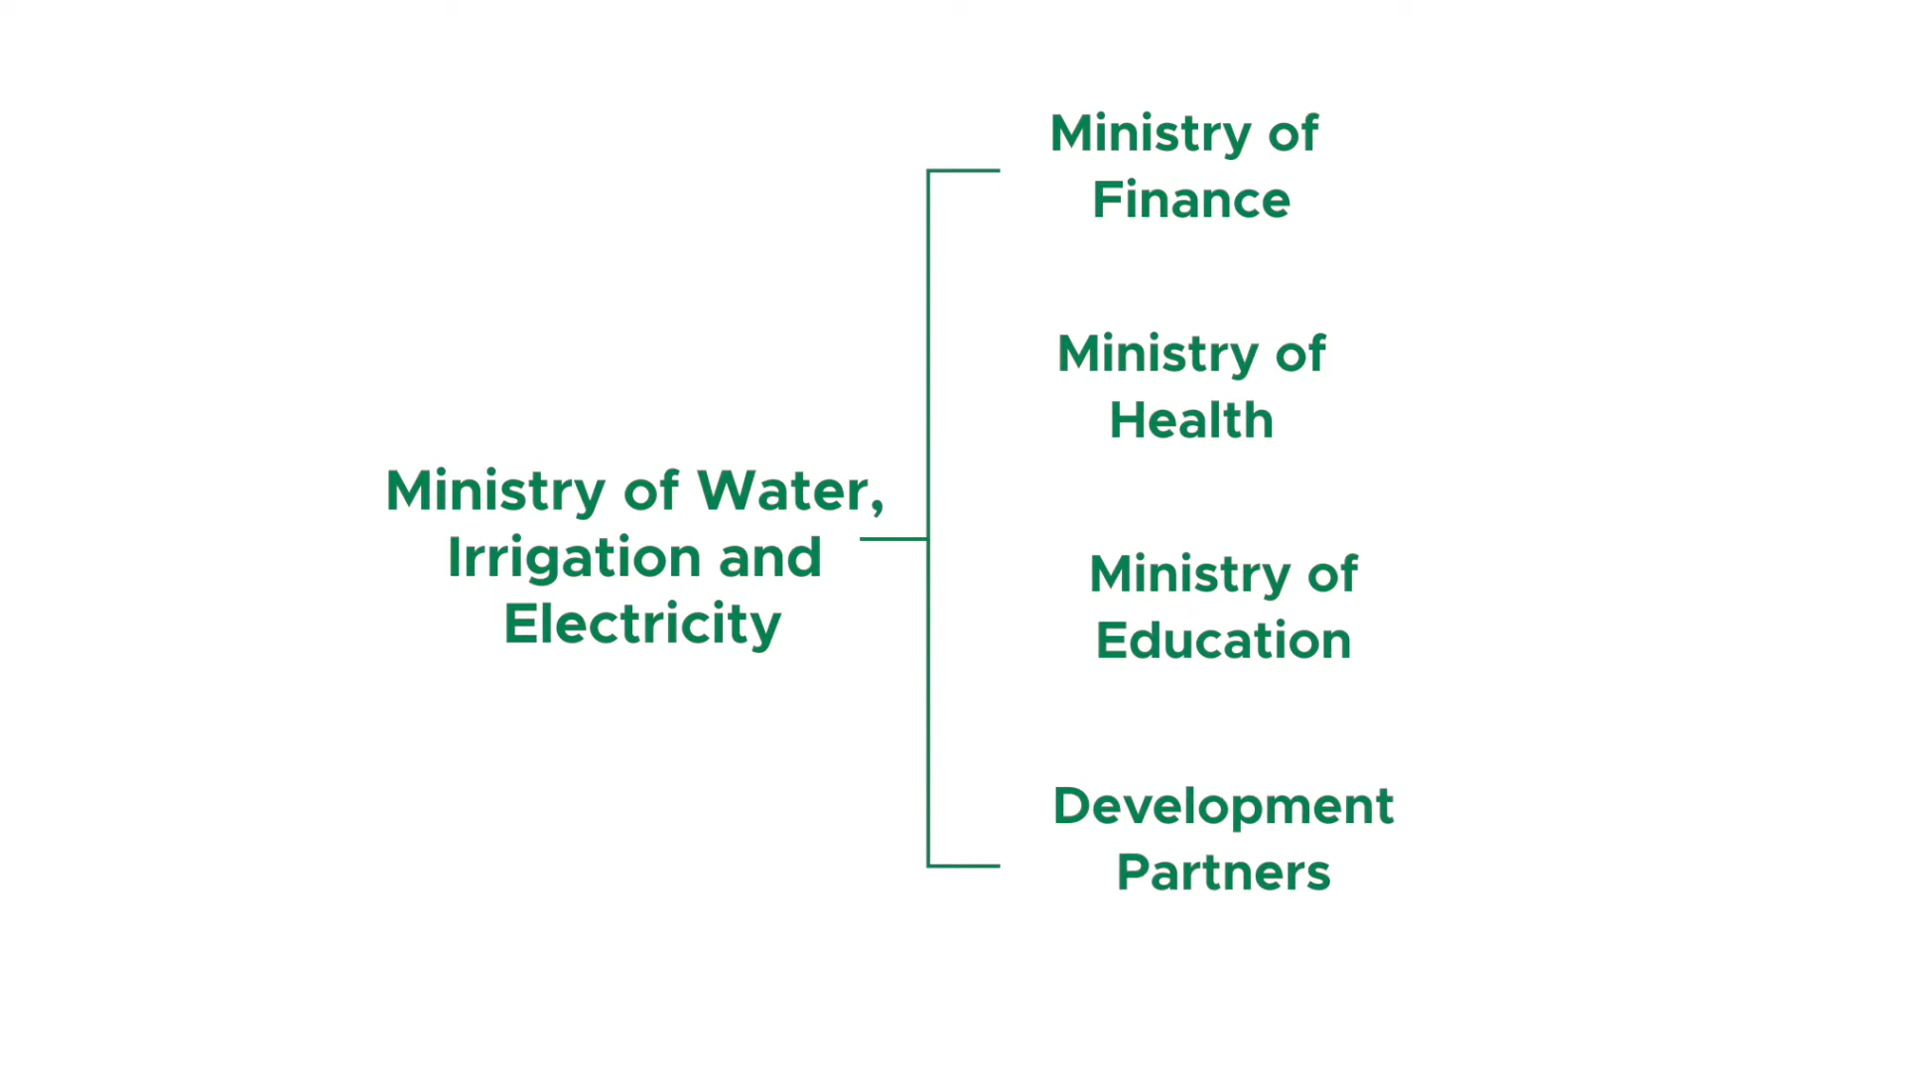 Ministry of Water,
Irrigation and
Electricity
Ministry of
Finance
Ministry of
Health
Ministry of
Education
Development
Partners